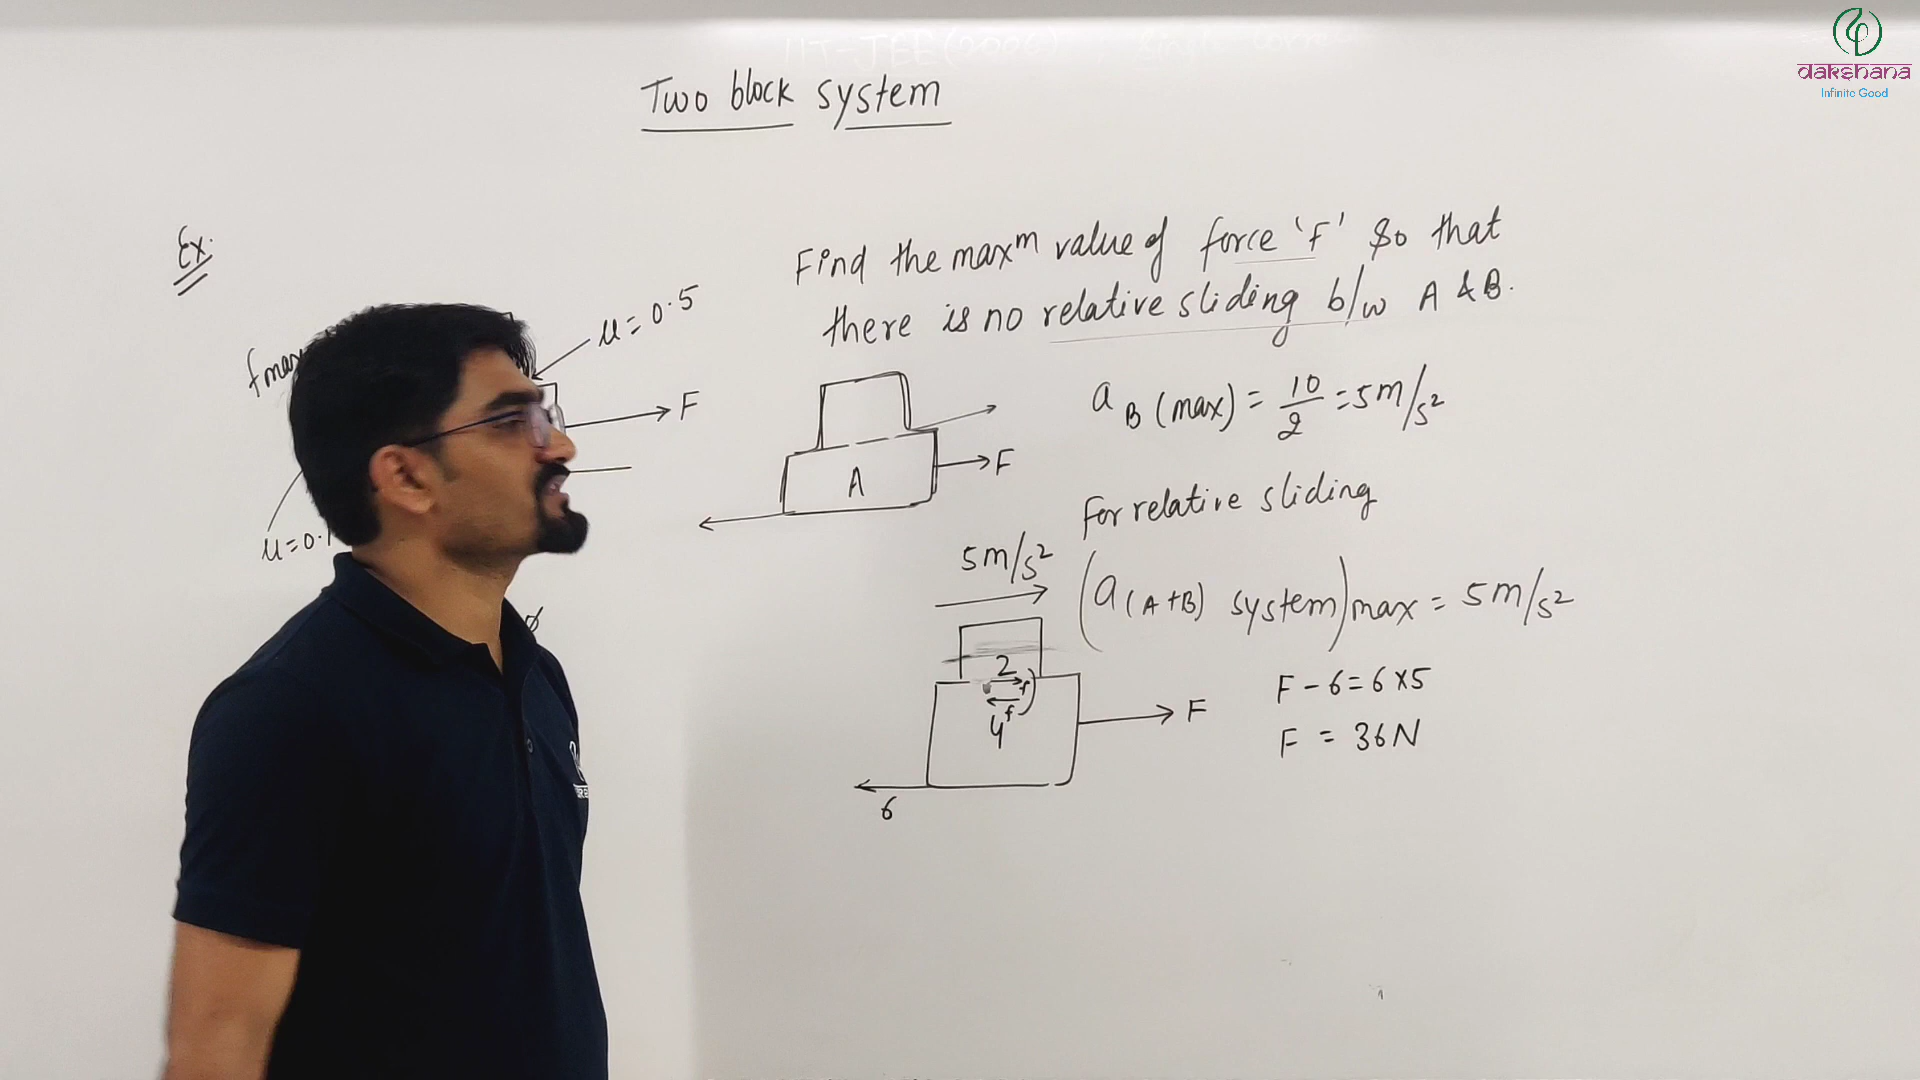 dakshana
Infinite Good
Two block system
Ex.
Find the maxᵐ value of force 'F' so that
there is no relative sliding b/w A & B.
μ = 0.5
fmax
F
μ = 0.1
A
F
a B (max) = 10/2 = 5 m/s²
For relative sliding
5 m/s²
(a (A+B) system) max = 5 m/s²
2
f
f
4
F
6
F - 6 = 6 × 5
F = 36 N